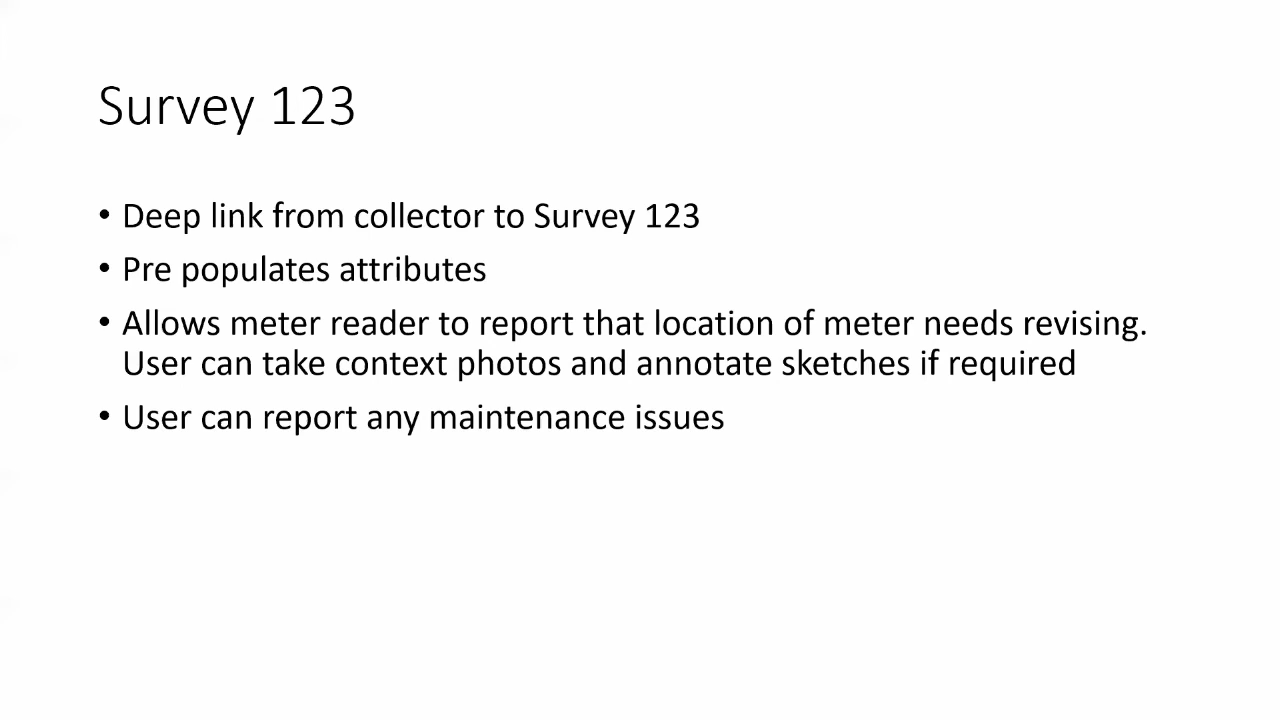 Survey 123
• Deep link from collector to Survey 123
• Pre populates attributes
• Allows meter reader to report that location of meter needs revising.
User can take context photos and annotate sketches if required
• User can report any maintenance issues